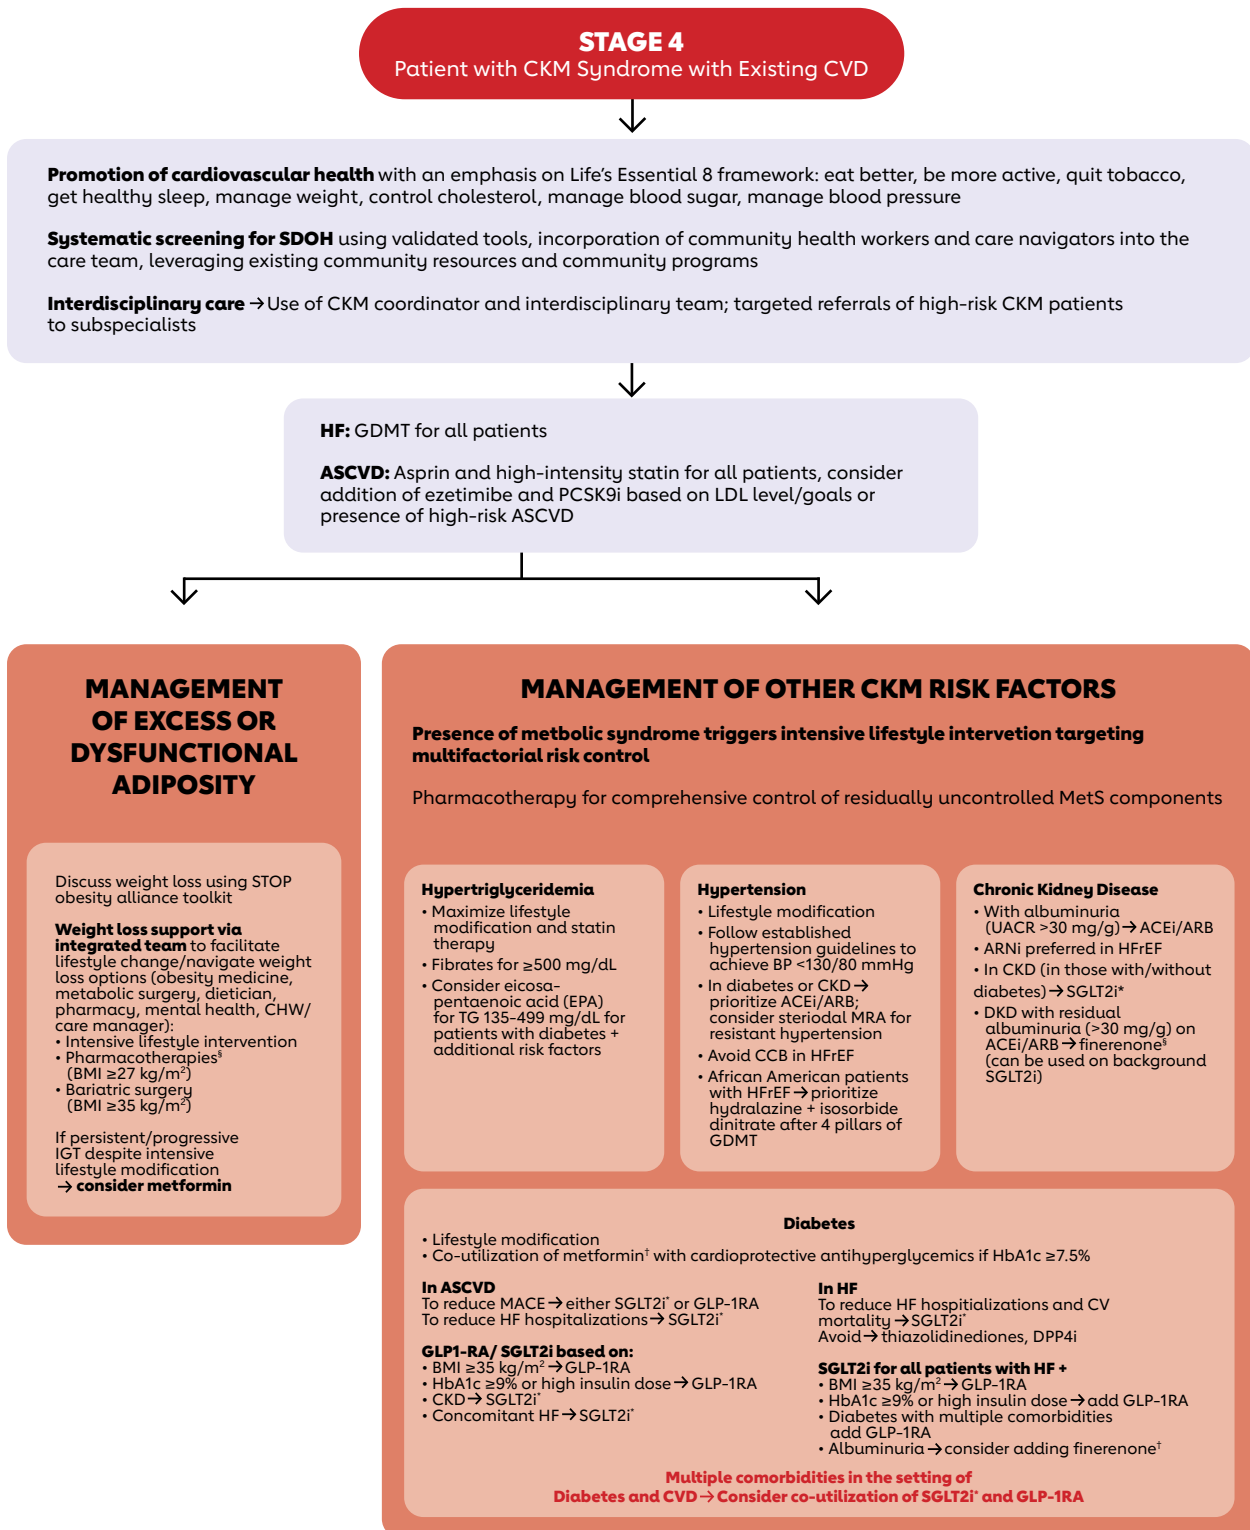 STAGE 4
Patient with CKM Syndrome with Existing CVD
Promotion of cardiovascular health with an emphasis on Life's Essential 8 framework: eat better, be more active, quit tobacco,
get healthy sleep, manage weight, control cholesterol, manage blood sugar, manage blood pressure
Systematic screening for SDOH using validated tools, incorporation of community health workers and care navigators into the
care team, leveraging existing community resources and community programs
Interdisciplinary care → Use of CKM coordinator and interdisciplinary team; targeted referrals of high-risk CKM patients
to subspecialists
HF: GDMT for all patients
ASCVD: Asprin and high-intensity statin for all patients, consider
addition of ezetimibe and PCSK9i based on LDL level/goals or
presence of high-risk ASCVD
MANAGEMENT
OF EXCESS OR
DYSFUNCTIONAL
ADIPOSITY
Discuss weight loss using STOP
obesity alliance toolkit
Weight loss support via
integrated team to facilitate
lifestyle change/navigate weight
loss options (obesity medicine,
metabolic surgery, dietician,
pharmacy, mental health, CHW/
care manager):
• Intensive lifestyle intervention
• Pharmacotherapies§
(BMI ≥27 kg/m²)
• Bariatric surgery
(BMI ≥35 kg/m²)
If persistent/progressive
IGT despite intensive
lifestyle modification
→ consider metformin
MANAGEMENT OF OTHER CKM RISK FACTORS
Presence of metbolic syndrome triggers intensive lifestyle intervetion targeting
multifactorial risk control
Pharmacotherapy for comprehensive control of residually uncontrolled MetS components
Hypertriglyceridemia
• Maximize lifestyle
modification and statin
therapy
• Fibrates for ≥500 mg/dL
• Consider eicosa-
pentaenoic acid (EPA)
for TG 135-499 mg/dL for
patients with diabetes +
additional risk factors
Hypertension
• Lifestyle modification
• Follow established
hypertension guidelines to
achieve BP <130/80 mmHg
• In diabetes or CKD →
prioritize ACEi/ARB;
consider steriodal MRA for
resistant hypertension
• Avoid CCB in HFrEF
• African American patients
with HFrEF → prioritize
hydralazine + isosorbide
dinitrate after 4 pillars of
GDMT
Chronic Kidney Disease
• With albuminuria
(UACR >30 mg/g) → ACEi/ARB
• ARNi preferred in HFrEF
• In CKD (in those with/without
diabetes) → SGLT2i*
• DKD with residual
albuminuria (>30 mg/g) on
ACEi/ARB → finerenone§
(can be used on background
SGLT2i)
Diabetes
• Lifestyle modification
• Co-utilization of metformin† with cardioprotective antihyperglycemics if HbA1c ≥7.5%
In ASCVD
To reduce MACE → either SGLT2i* or GLP-1RA
To reduce HF hospitalizations → SGLT2i*
GLP1-RA/ SGLT2i based on:
• BMI ≥35 kg/m² → GLP-1RA
• HbA1c ≥9% or high insulin dose → GLP-1RA
• CKD → SGLT2i*
• Concomitant HF → SGLT2i*
In HF
To reduce HF hospitializations and CV
mortality → SGLT2i*
Avoid → thiazolidinediones, DPP4i
SGLT2i for all patients with HF +
• BMI ≥35 kg/m² → GLP-1RA
• HbA1c ≥9% or high insulin dose → add GLP-1RA
• Diabetes with multiple comorbidities
add GLP-1RA
• Albuminuria → consider adding finerenone†
Multiple comorbidities in the setting of
Diabetes and CVD → Consider co-utilization of SGLT2i* and GLP-1RA